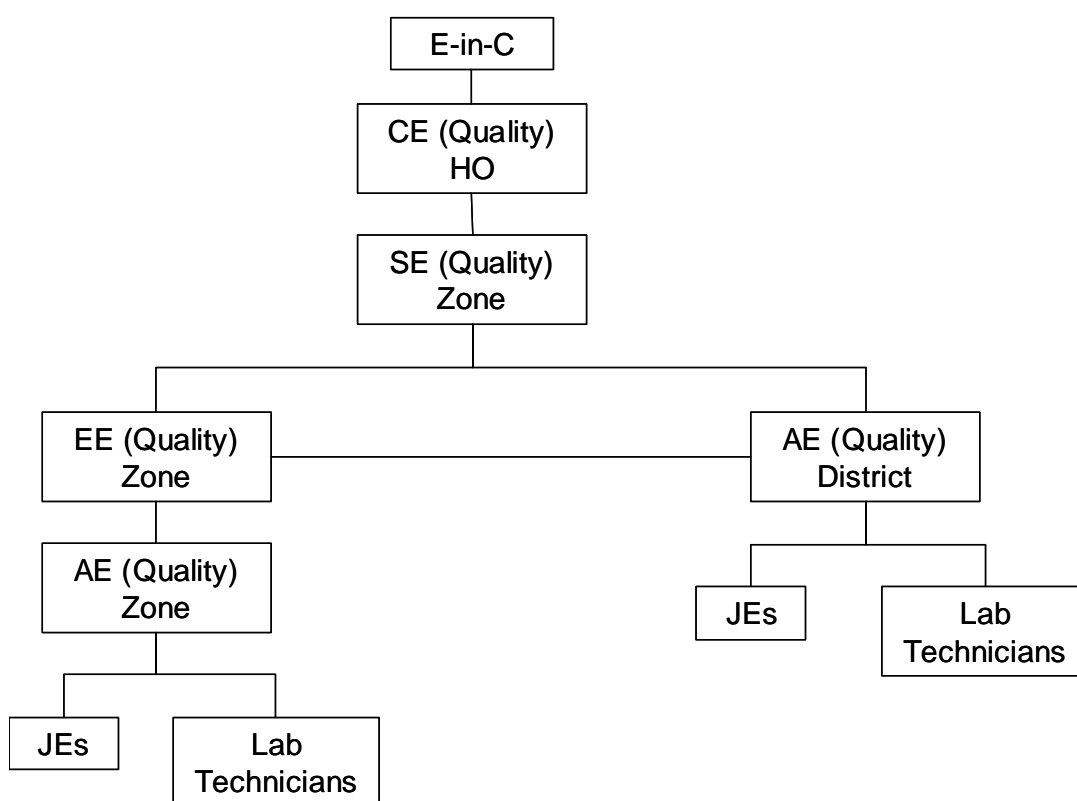 E-in-C
CE (Quality)
HO
SE (Quality)
Zone
EE (Quality)
Zone
AE (Quality)
District
AE (Quality)
Zone
JEs
Lab
Technicians
JEs
Lab
Technicians